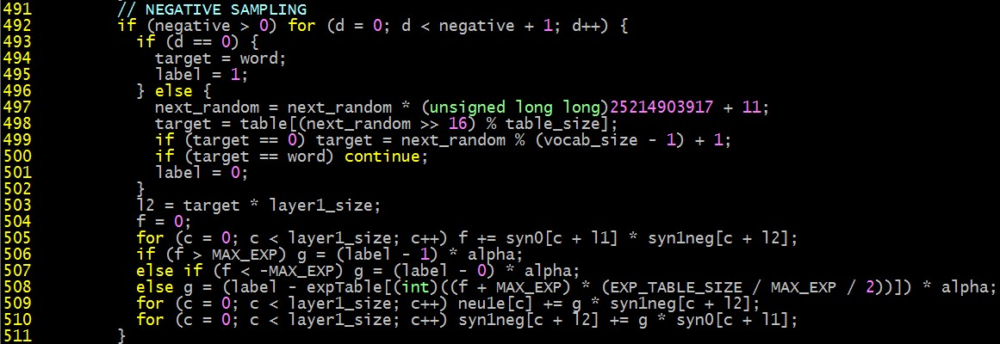 491         // NEGATIVE SAMPLING
492         if (negative > 0) for (d = 0; d < negative + 1; d++) {
493           if (d == 0) {
494             target = word;
495             label = 1;
496           } else {
497             next_random = next_random * (unsigned long long)25214903917 + 11;
498             target = table[(next_random >> 16) % table_size];
499             if (target == 0) target = next_random % (vocab_size - 1) + 1;
500             if (target == word) continue;
501             label = 0;
502           }
503           l2 = target * layer1_size;
504           f = 0;
505           for (c = 0; c < layer1_size; c++) f += syn0[c + l1] * syn1neg[c + l2];
506           if (f > MAX_EXP) g = (label - 1) * alpha;
507           else if (f < -MAX_EXP) g = (label - 0) * alpha;
508           else g = (label - expTable[(int)((f + MAX_EXP) * (EXP_TABLE_SIZE / MAX_EXP / 2))]) * alpha;
509           for (c = 0; c < layer1_size; c++) neu1e[c] += g * syn1neg[c + l2];
510           for (c = 0; c < layer1_size; c++) syn1neg[c + l2] += g * syn0[c + l1];
511         }